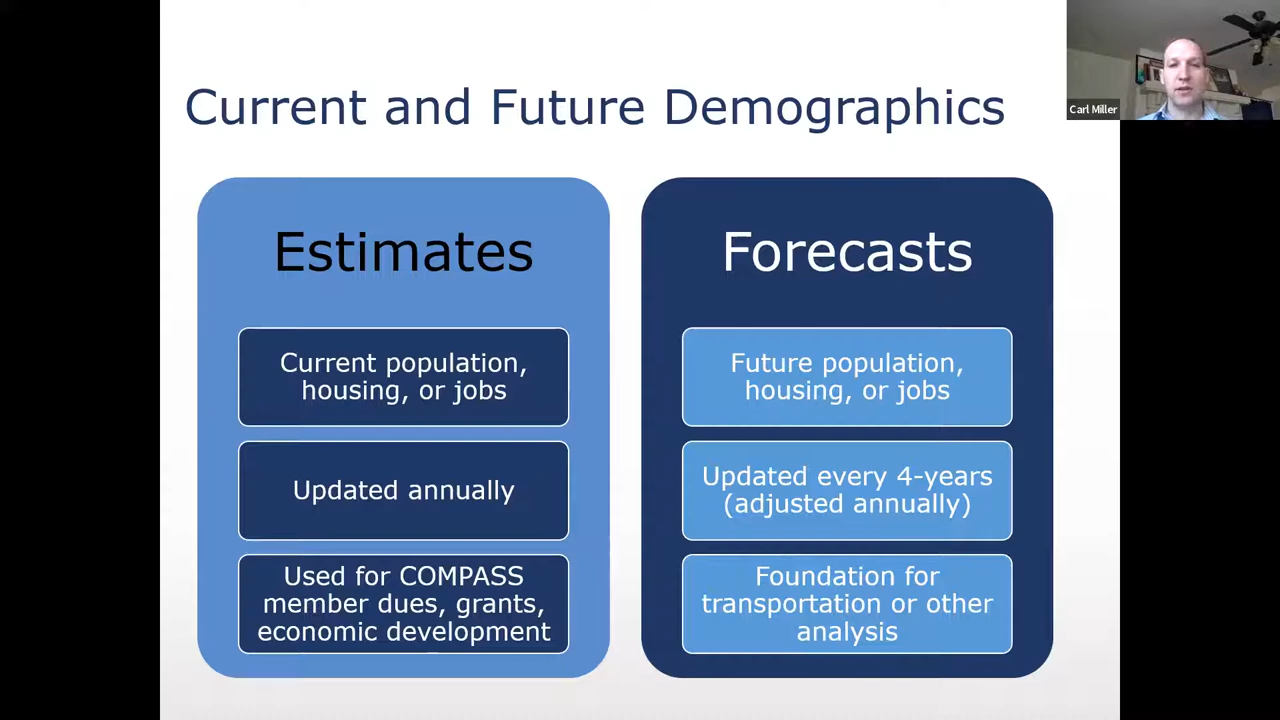 Current and Future Demographics
Carl Miller
Estimates
Current population,
housing, or jobs
Updated annually
Used for COMPASS
member dues, grants,
economic development
Forecasts
Future population,
housing, or jobs
Updated every 4-years
(adjusted annually)
Foundation for
transportation or other
analysis